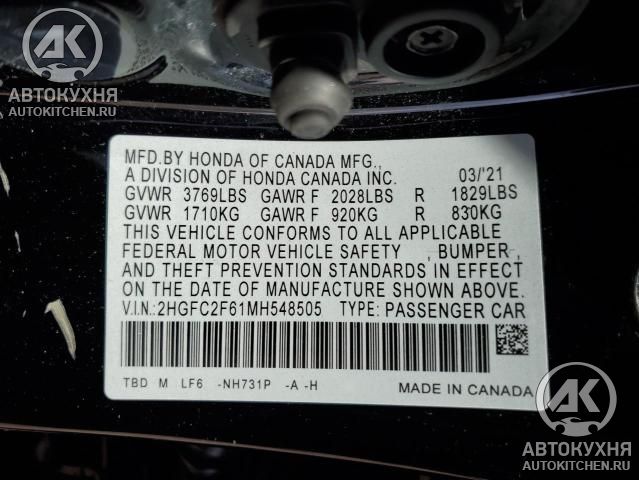 AK
АВТОКУХНЯ
AUTOKITCHEN.RU
MFD.BY HONDA OF CANADA MFG.,
A DIVISION OF HONDA CANADA INC. 03/'21
GVWR 3769LBS GAWR F 2028LBS R 1829LBS
GVWR 1710KG GAWR F 920KG R 830KG
THIS VEHICLE CONFORMS TO ALL APPLICABLE
FEDERAL MOTOR VEHICLE SAFETY , BUMPER,
AND THEFT PREVENTION STANDARDS IN EFFECT
ON THE DATE OF MANUFACTURE SHOWN ABOVE.
V.I.N.:2HGFC2F61MH548505 TYPE: PASSENGER CAR
TBD M LF6 -NH731P -A -H
MADE IN CANADA
AK
АВТОКУХНЯ
AUTOKITCHEN.RU